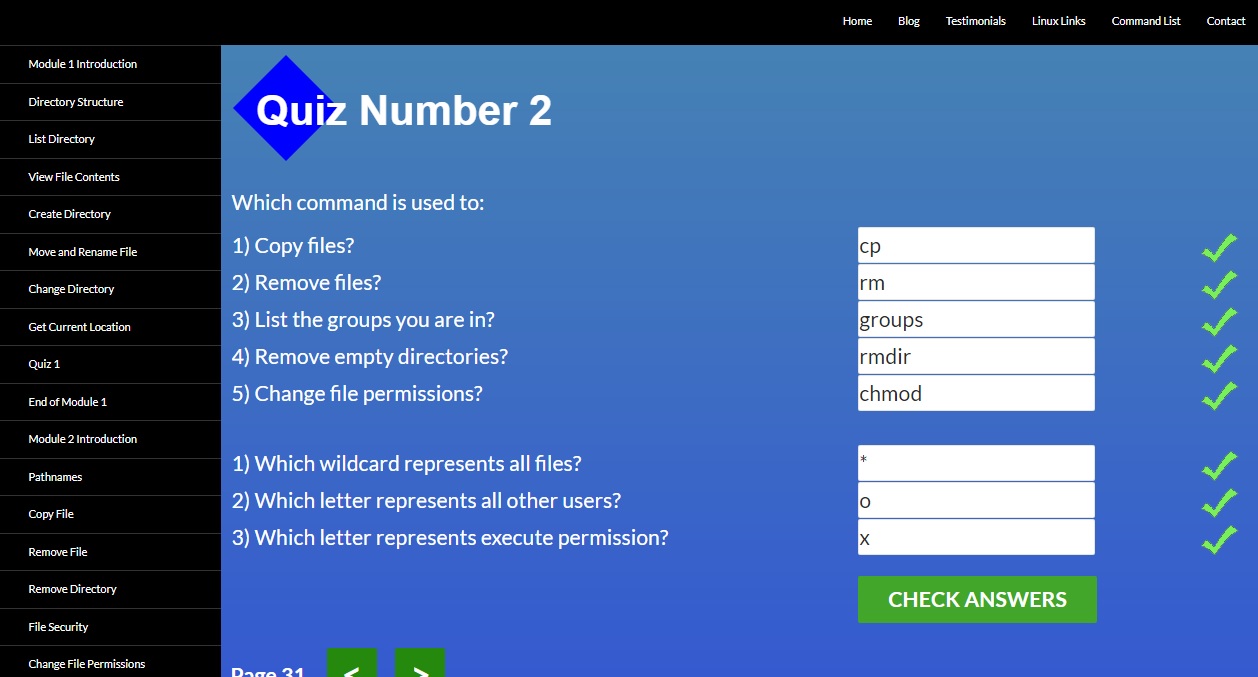 Home Blog Testimonials Linux Links Command List Contact
Module 1 Introduction
Directory Structure
List Directory
View File Contents
Create Directory
Move and Rename File
Change Directory
Get Current Location
Quiz 1
End of Module 1
Module 2 Introduction
Pathnames
Copy File
Remove File
Remove Directory
File Security
Change File Permissions
Quiz Number 2
Which command is used to:
1) Copy files? cp
2) Remove files? rm
3) List the groups you are in? groups
4) Remove empty directories? rmdir
5) Change file permissions? chmod
1) Which wildcard represents all files? *
2) Which letter represents all other users? o
3) Which letter represents execute permission? x
CHECK ANSWERS
Page 31 < >